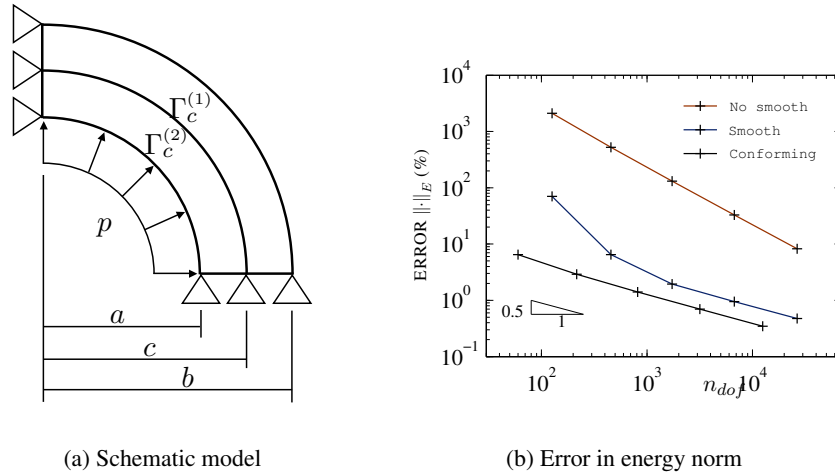 Γ_c^(1)
Γ_c^(2)
p
a
c
b
(a) Schematic model
10^4
10^3
10^2
10^1
10^0
10^-1
ERROR ||·||_E (%)
No smooth
Smooth
Conforming
0.5
1
10^2
10^3
10^4
n_dof
(b) Error in energy norm